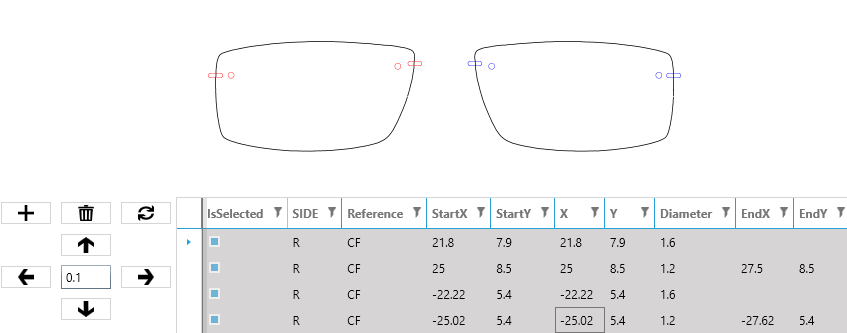 IsSelected SIDE Reference StartX StartY X Y Diameter EndX EndY
R CF 21.8 7.9 21.8 7.9 1.6
0.1 R CF 25 8.5 25 8.5 1.2 27.5 8.5
R CF -22.22 5.4 -22.22 5.4 1.6
R CF -25.02 5.4 -25.02 5.4 1.2 -27.62 5.4